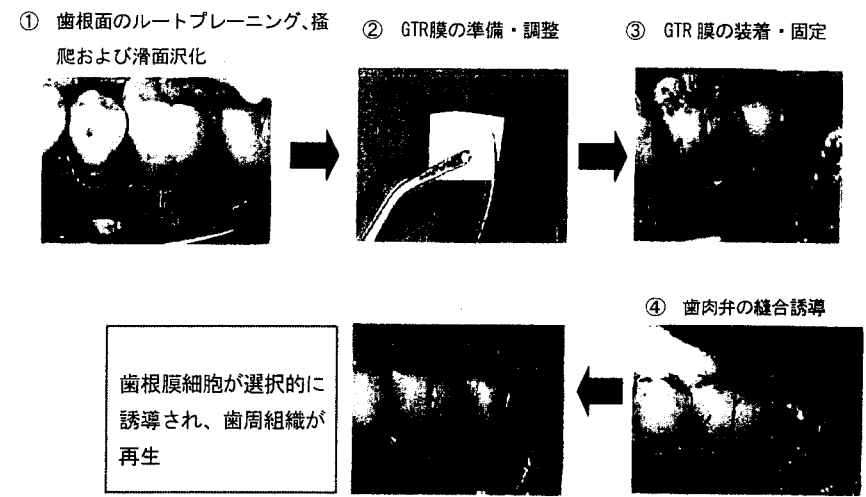 ① 歯根面のルートプレーニング、掻
爬および滑面沢化
② GTR膜の準備・調整
③ GTR 膜の装着・固定
④ 歯肉弁の縫合誘導
歯根膜細胞が選択的に
誘導され、歯周組織が
再生